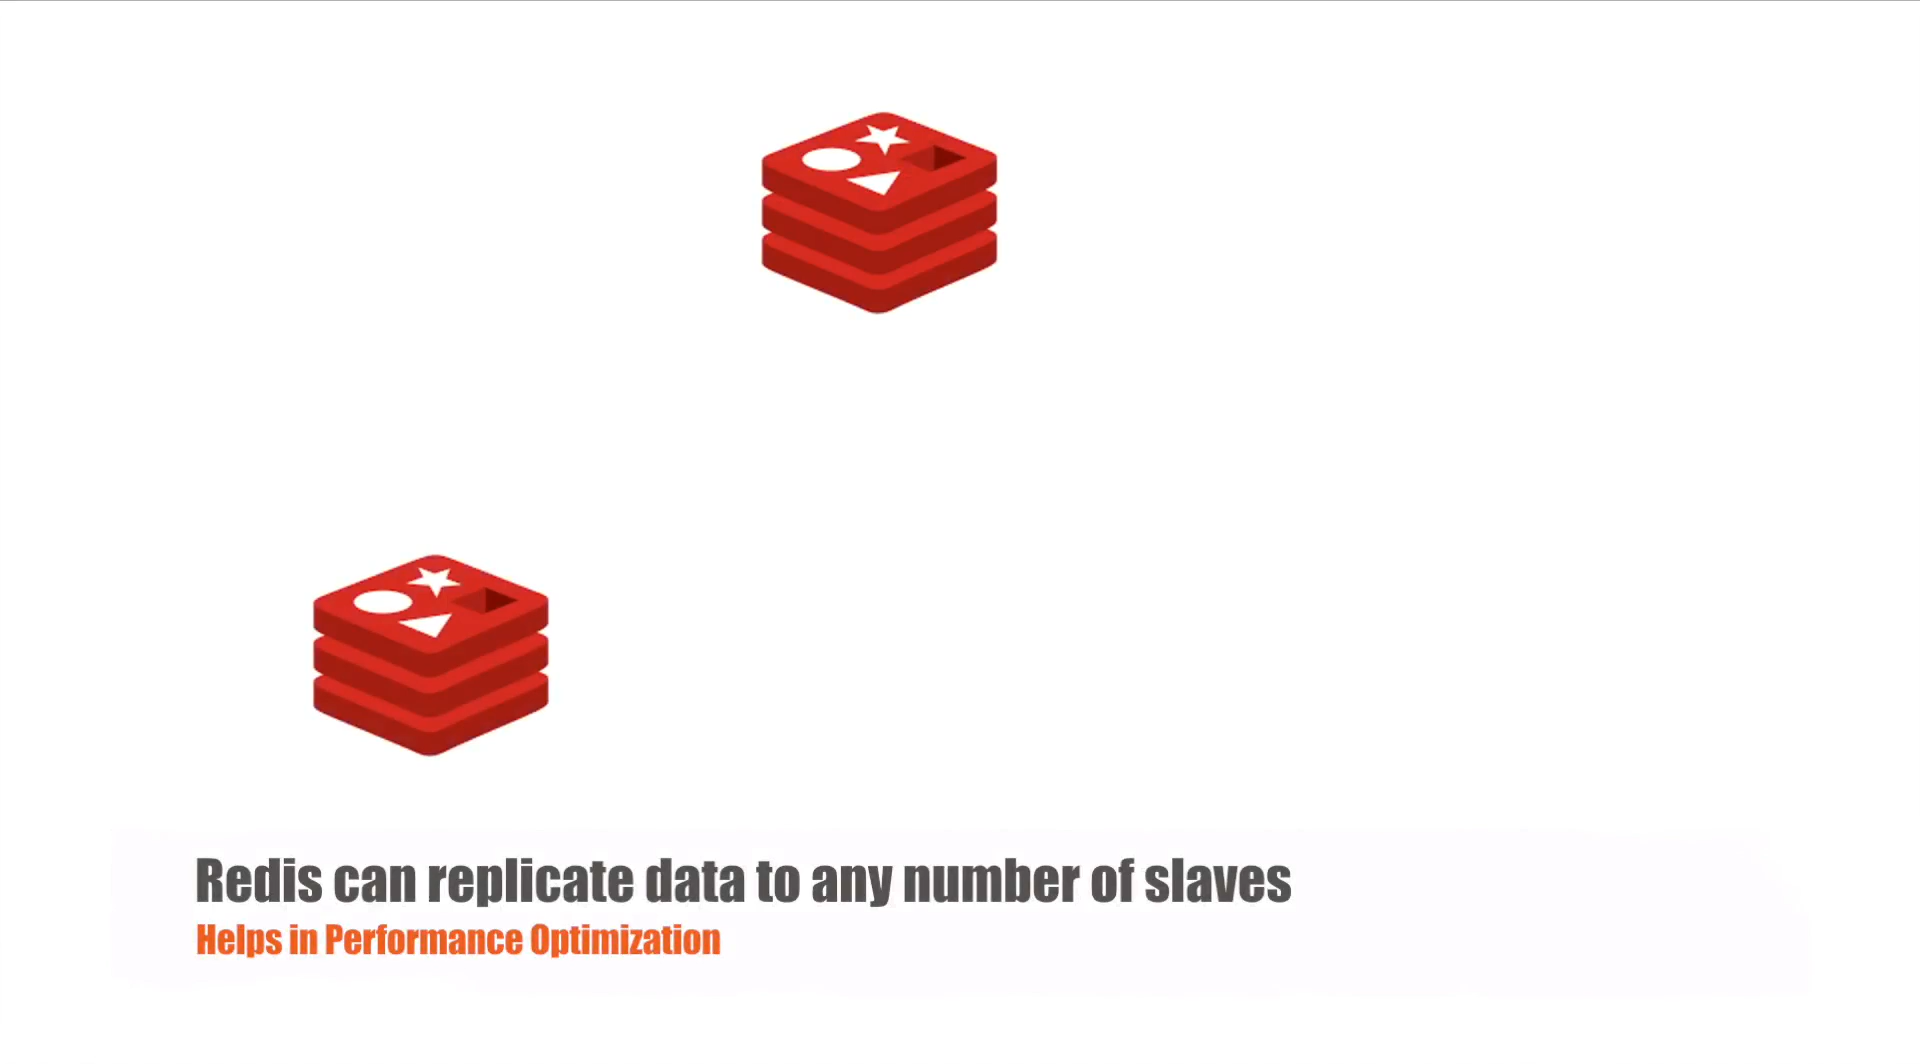 Redis can replicate data to any number of slaves
Helps in Performance Optimization